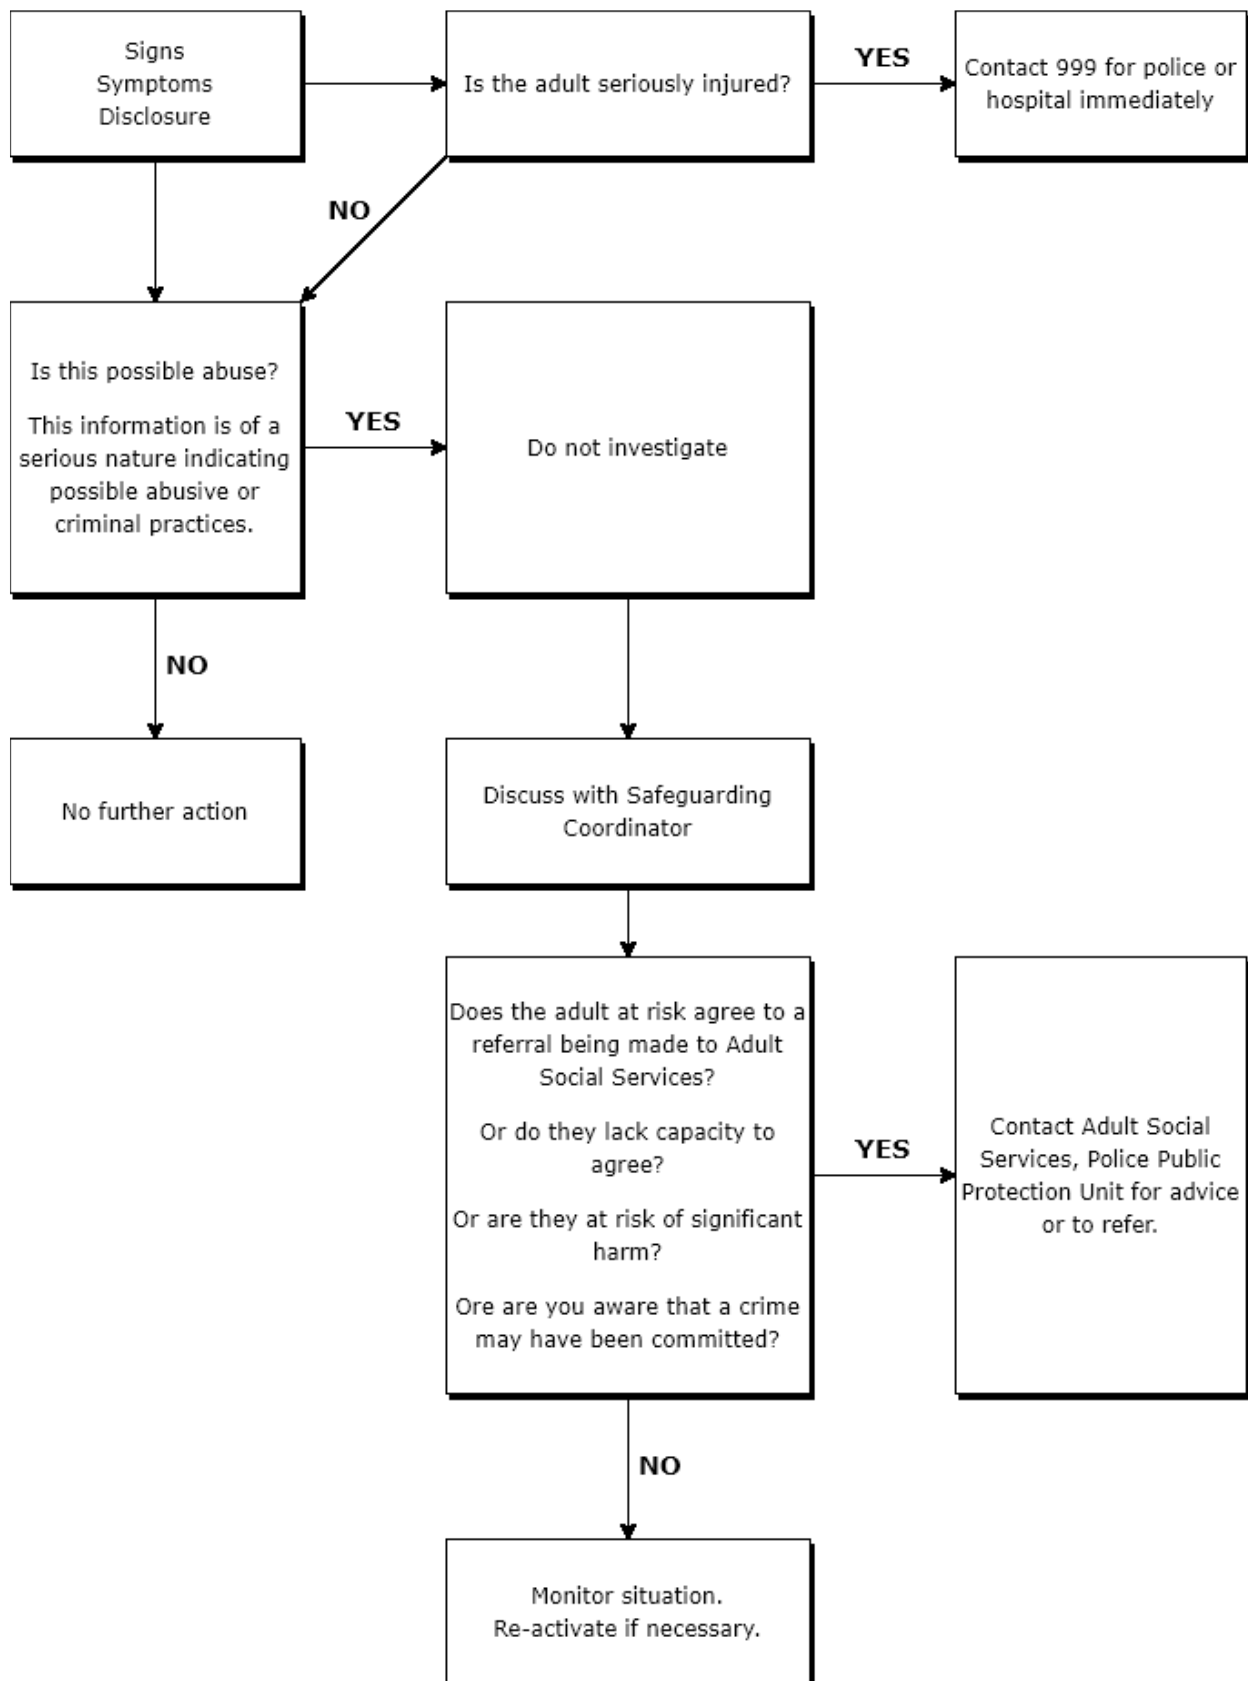 Signs
Symptoms
Disclosure
Is the adult seriously injured?
YES
Contact 999 for police or
hospital immediately
NO
Is this possible abuse?
This information is of a
serious nature indicating
possible abusive or
criminal practices.
YES
Do not investigate
NO
No further action
Discuss with Safeguarding
Coordinator
Does the adult at risk agree to a
referral being made to Adult
Social Services?
Or do they lack capacity to
agree?
Or are they at risk of significant
harm?
Ore are you aware that a crime
may have been committed?
YES
Contact Adult Social
Services, Police Public
Protection Unit for advice
or to refer.
NO
Monitor situation.
Re-activate if necessary.